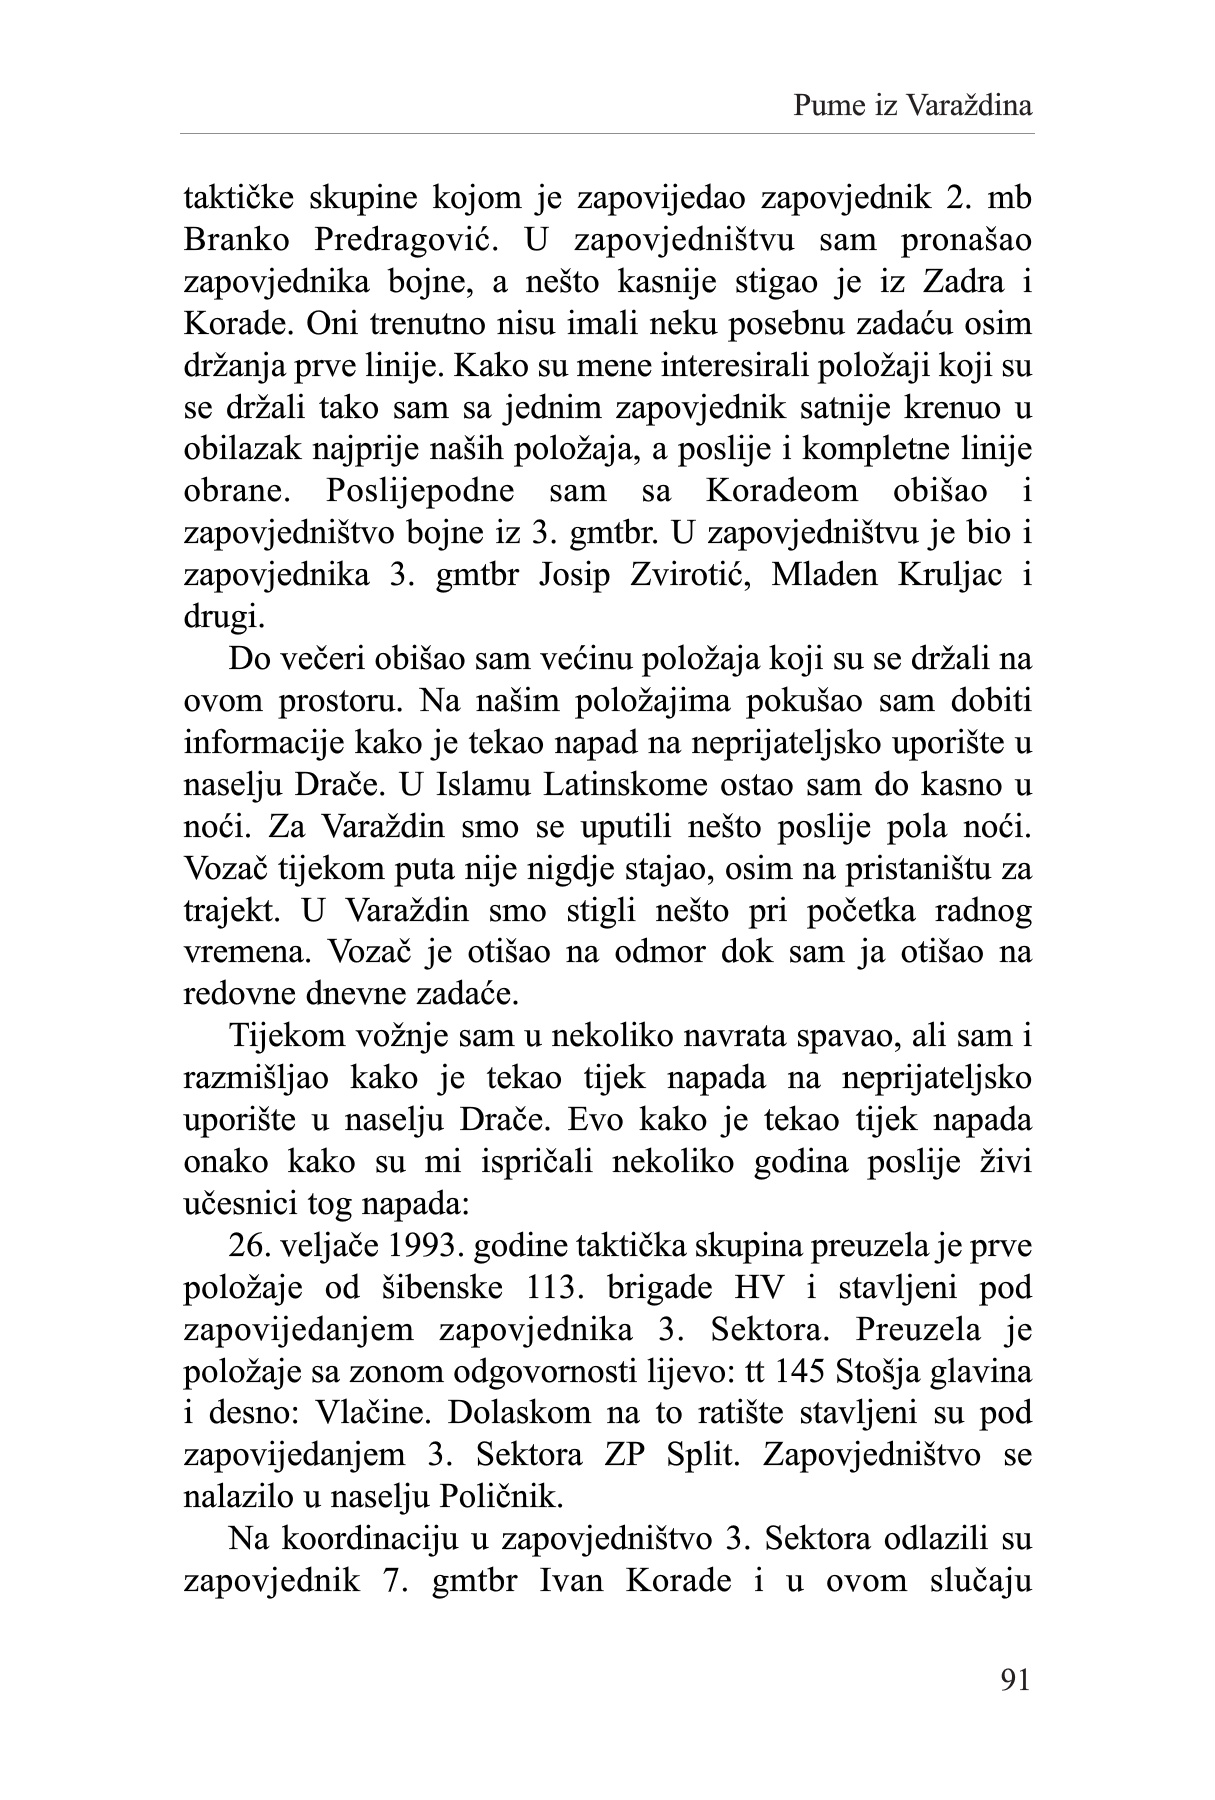 Pume iz Varaždina
taktičke skupine kojom je zapovijedao zapovjednik 2. mb
Branko Predragović. U zapovjedništvu sam pronašao
zapovjednika bojne, a nešto kasnije stigao je iz Zadra i
Korade. Oni trenutno nisu imali neku posebnu zadaću osim
držanja prve linije. Kako su mene interesirali položaji koji su
se držali tako sam sa jednim zapovjednik satnije krenuo u
obilazak najprije naših položaja, a poslije i kompletne linije
obrane. Poslijepodne sam sa Koradeom obišao i
zapovjedništvo bojne iz 3. gmtbr. U zapovjedništvu je bio i
zapovjednika 3. gmtbr Josip Zvirotić, Mladen Kruljac i
drugi.
Do večeri obišao sam većinu položaja koji su se držali na
ovom prostoru. Na našim položajima pokušao sam dobiti
informacije kako je tekao napad na neprijateljsko uporište u
naselju Drače. U Islamu Latinskome ostao sam do kasno u
noći. Za Varaždin smo se uputili nešto poslije pola noći.
Vozač tijekom puta nije nigdje stajao, osim na pristaništu za
trajekt. U Varaždin smo stigli nešto pri početka radnog
vremena. Vozač je otišao na odmor dok sam ja otišao na
redovne dnevne zadaće.
Tijekom vožnje sam u nekoliko navrata spavao, ali sam i
razmišljao kako je tekao tijek napada na neprijateljsko
uporište u naselju Drače. Evo kako je tekao tijek napada
onako kako su mi ispričali nekoliko godina poslije živi
učesnici tog napada:
26. veljače 1993. godine taktička skupina preuzela je prve
položaje od šibenske 113. brigade HV i stavljeni pod
zapovijedanjem zapovjednika 3. Sektora. Preuzela je
položaje sa zonom odgovornosti lijevo: tt 145 Stošja glavina
i desno: Vlačine. Dolaskom na to ratište stavljeni su pod
zapovijedanjem 3. Sektora ZP Split. Zapovjedništvo se
nalazilo u naselju Poličnik.
Na koordinaciju u zapovjedništvo 3. Sektora odlazili su
zapovjednik 7. gmtbr Ivan Korade i u ovom slučaju
91